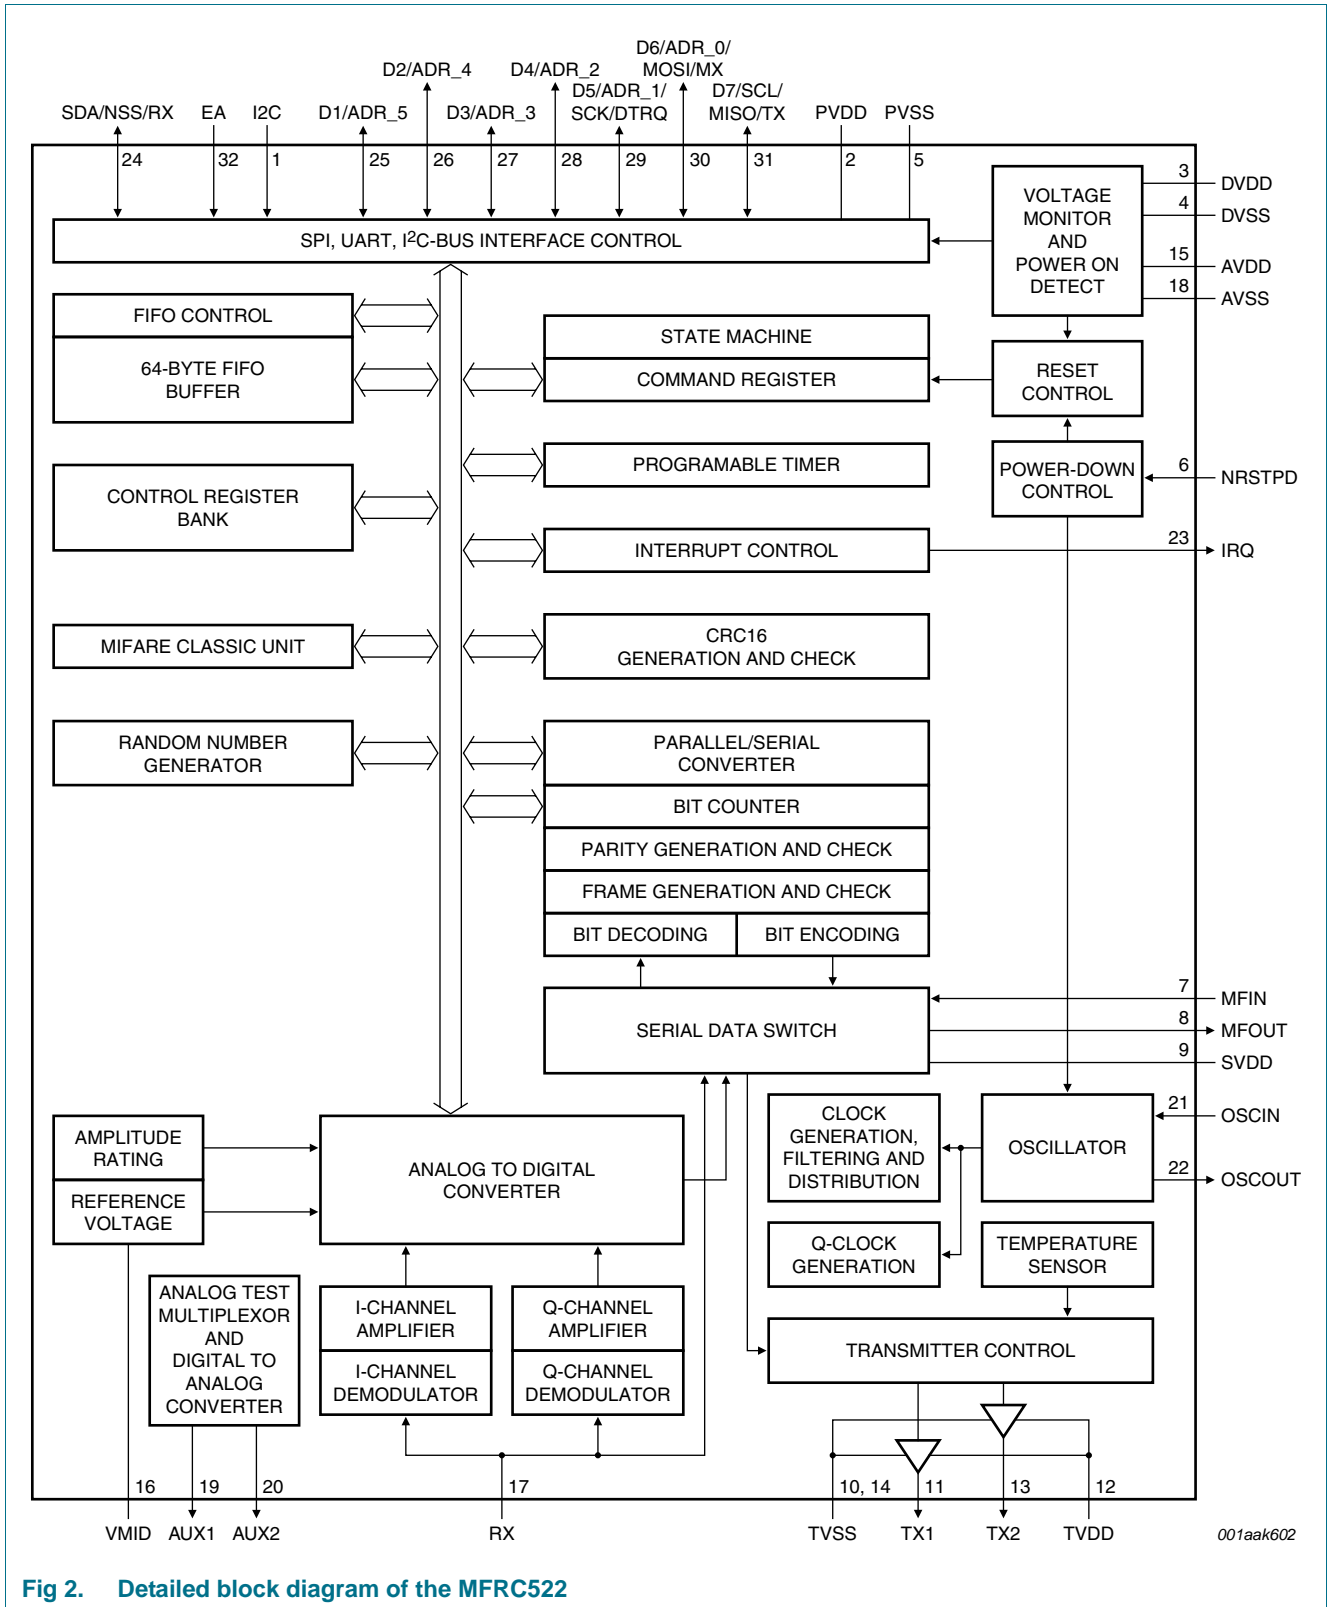 D6/ADR_0/
MOSI/MX
D2/ADR_4
D4/ADR_2
D5/ADR_1/
SCK/DTRQ
D7/SCL/
MISO/TX
SDA/NSS/RX
EA
I2C
D1/ADR_5
D3/ADR_3
PVDD
PVSS
24
32
1
25
26
27
28
29
30
31
2
5
SPI, UART, I2C-BUS INTERFACE CONTROL
VOLTAGE
MONITOR
AND
POWER ON
DETECT
3
DVDD
4
DVSS
15
AVDD
18
AVSS
FIFO CONTROL
64-BYTE FIFO
BUFFER
STATE MACHINE
COMMAND REGISTER
RESET
CONTROL
CONTROL REGISTER
BANK
PROGRAMABLE TIMER
POWER-DOWN
CONTROL
6
NRSTPD
INTERRUPT CONTROL
23
IRQ
MIFARE CLASSIC UNIT
CRC16
GENERATION AND CHECK
RANDOM NUMBER
GENERATOR
PARALLEL/SERIAL
CONVERTER
BIT COUNTER
PARITY GENERATION AND CHECK
FRAME GENERATION AND CHECK
BIT DECODING
BIT ENCODING
SERIAL DATA SWITCH
7
MFIN
8
MFOUT
9
SVDD
AMPLITUDE
RATING
REFERENCE
VOLTAGE
ANALOG TO DIGITAL
CONVERTER
CLOCK
GENERATION,
FILTERING AND
DISTRIBUTION
OSCILLATOR
21
OSCIN
22
OSCOUT
Q-CLOCK
GENERATION
TEMPERATURE
SENSOR
ANALOG TEST
MULTIPLEXOR
AND
DIGITAL TO
ANALOG
CONVERTER
I-CHANNEL
AMPLIFIER
I-CHANNEL
DEMODULATOR
Q-CHANNEL
AMPLIFIER
Q-CHANNEL
DEMODULATOR
TRANSMITTER CONTROL
16
19
20
17
10, 14
11
13
12
VMID
AUX1
AUX2
RX
TVSS
TX1
TX2
TVDD
001aak602
Fig 2. Detailed block diagram of the MFRC522